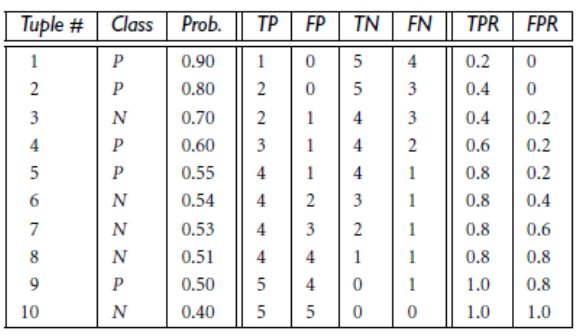 Tuple # Class Prob. TP FP TN FN TPR FPR
1 P 0.90 1 0 5 4 0.2 0
2 P 0.80 2 0 5 3 0.4 0
3 N 0.70 2 1 4 3 0.4 0.2
4 P 0.60 3 1 4 2 0.6 0.2
5 P 0.55 4 1 4 1 0.8 0.2
6 N 0.54 4 2 3 1 0.8 0.4
7 N 0.53 4 3 2 1 0.8 0.6
8 N 0.51 4 4 1 1 0.8 0.8
9 P 0.50 5 4 0 1 1.0 0.8
10 N 0.40 5 5 0 0 1.0 1.0